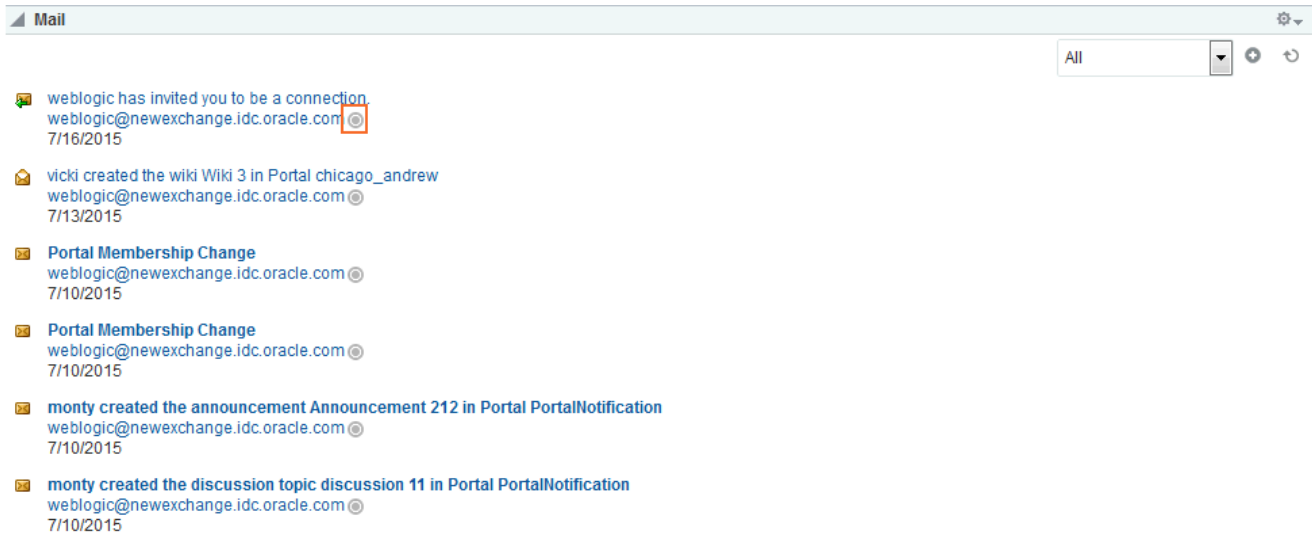 Mail
All
weblogic has invited you to be a connection.
weblogic@newexchange.idc.oracle.com
7/16/2015
vicki created the wiki Wiki 3 in Portal chicago_andrew
weblogic@newexchange.idc.oracle.com
7/13/2015
Portal Membership Change
weblogic@newexchange.idc.oracle.com
7/10/2015
Portal Membership Change
weblogic@newexchange.idc.oracle.com
7/10/2015
monty created the announcement Announcement 212 in Portal PortalNotification
weblogic@newexchange.idc.oracle.com
7/10/2015
monty created the discussion topic discussion 11 in Portal PortalNotification
weblogic@newexchange.idc.oracle.com
7/10/2015